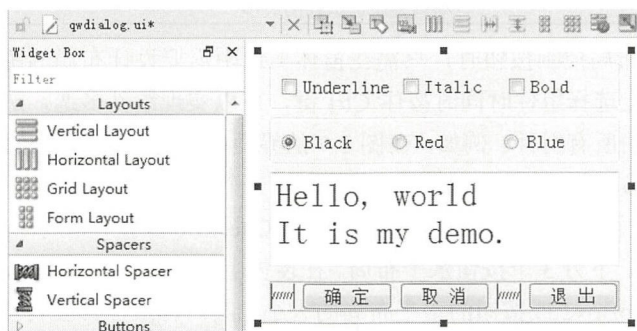 qwdialog.ui*
Widget Box
Filter
Layouts
Vertical Layout
Horizontal Layout
Grid Layout
Form Layout
Spacers
Horizontal Spacer
Vertical Spacer
Buttons
Underline Italic Bold
Black Red Blue
Hello, world
It is my demo.
确定 取消 退出